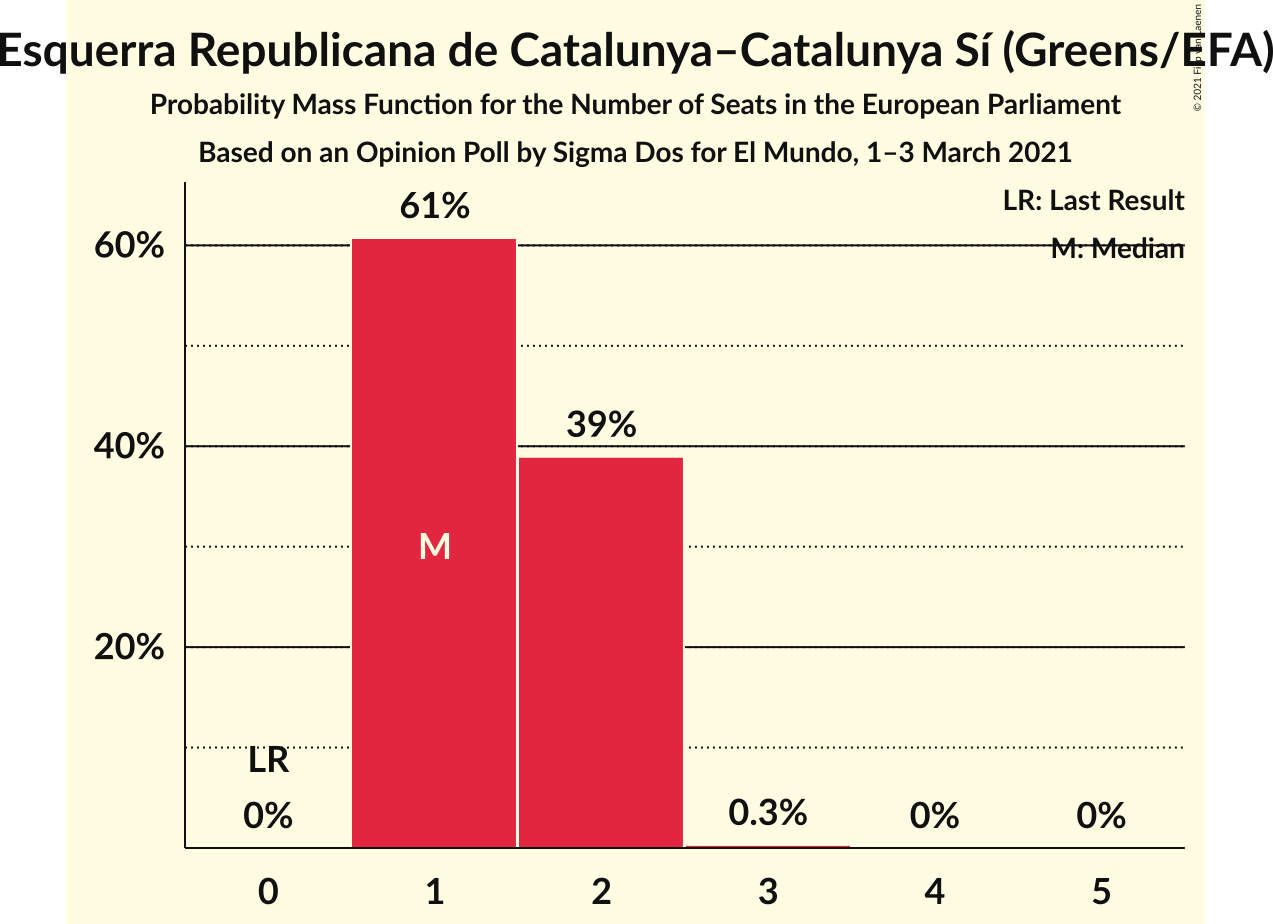 Esquerra Republicana de Catalunya–Catalunya Sí (Greens/EFA)
Probability Mass Function for the Number of Seats in the European Parliament
Based on an Opinion Poll by Sigma Dos for El Mundo, 1–3 March 2021
© 2021
LR: Last Result
M: Median
61%
60%
39%
40%
M
20%
LR
0%
0.3%
0%
0%
0
1
2
3
4
5